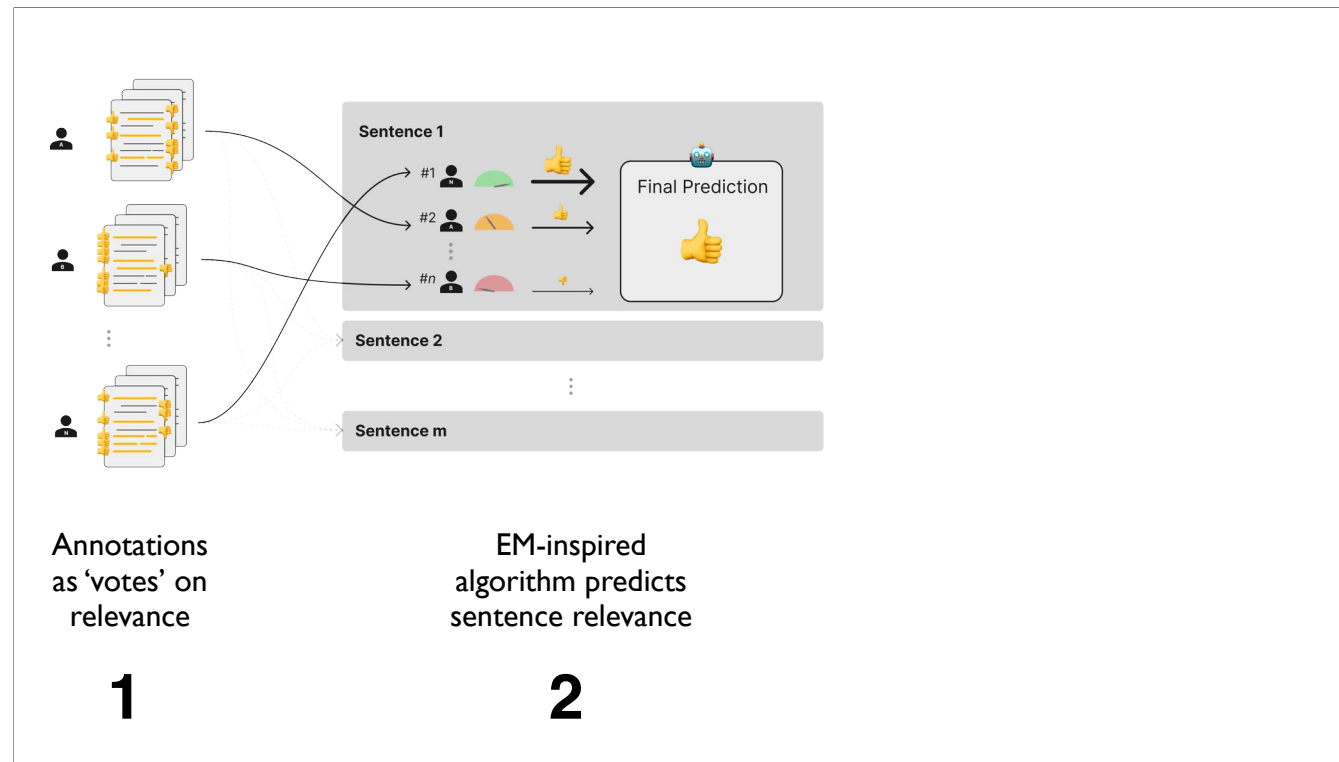 A
B
N
Sentence 1
#1 N
#2 A
#n B
Final Prediction
Sentence 2
Sentence m
Annotations
as ‘votes’ on
relevance
1
EM-inspired
algorithm predicts
sentence relevance
2